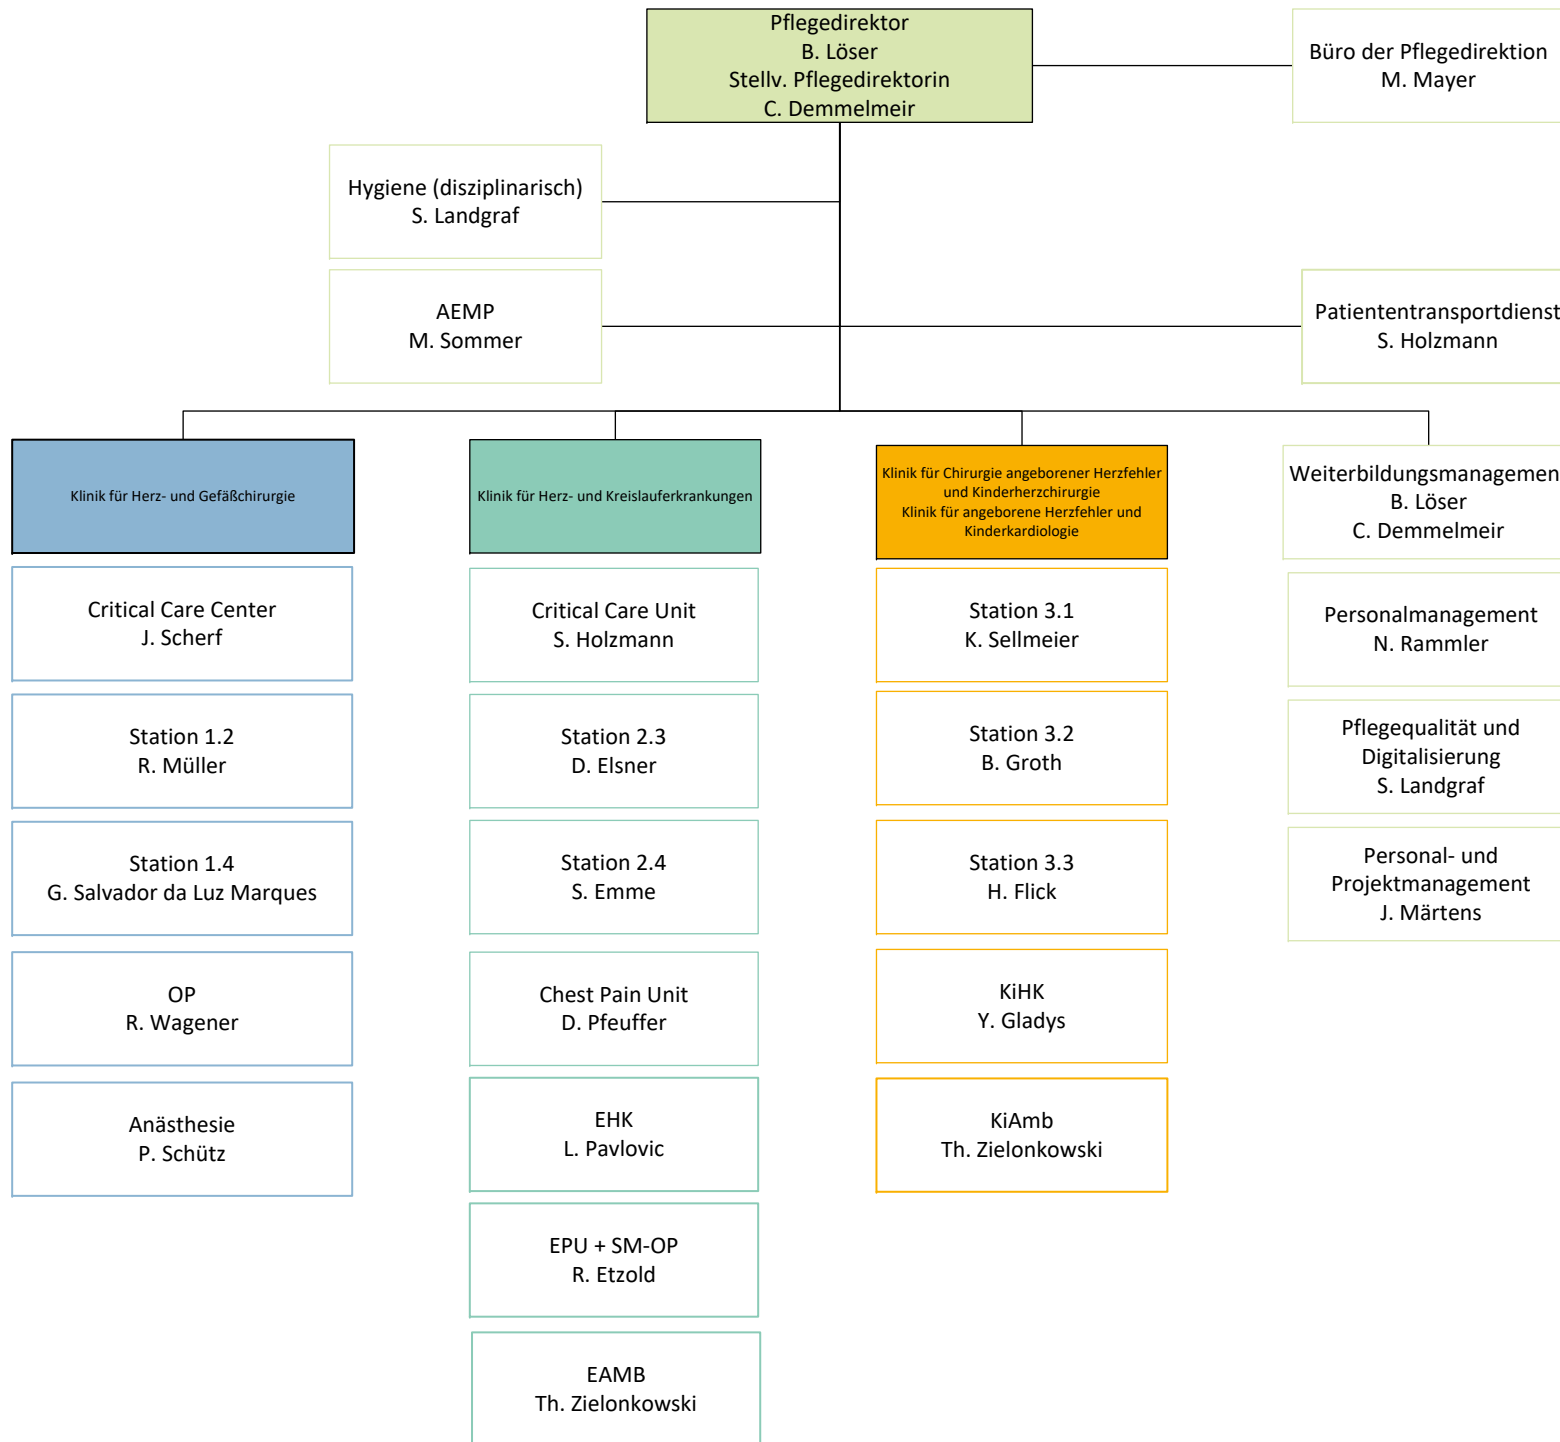 Pflegedirektor
B. Löser
Stellv. Pflegedirektorin
C. Demmelmeir
Büro der Pflegedirektion
M. Mayer
Hygiene (disziplinarisch)
S. Landgraf
AEMP
M. Sommer
Patiententransportdienst
S. Holzmann
Klinik für Herz- und Gefäßchirurgie
Critical Care Center
J. Scherf
Station 1.2
R. Müller
Station 1.4
G. Salvador da Luz Marques
OP
R. Wagener
Anästhesie
P. Schütz
Klinik für Herz- und Kreislauferkrankungen
Critical Care Unit
S. Holzmann
Station 2.3
D. Elsner
Station 2.4
S. Emme
Chest Pain Unit
D. Pfeuffer
EHK
L. Pavlovic
EPU + SM-OP
R. Etzold
EAMB
Th. Zielonkowski
Klinik für Chirurgie angeborener Herzfehler
und Kinderherzchirurgie
Klinik für angeborene Herzfehler und
Kinderkardiologie
Station 3.1
K. Sellmeier
Station 3.2
B. Groth
Station 3.3
H. Flick
KiHK
Y. Gladys
KiAmb
Th. Zielonkowski
Weiterbildungsmanagemen
B. Löser
C. Demmelmeir
Personalmanagement
N. Rammler
Pflegequalität und
Digitalisierung
S. Landgraf
Personal- und
Projektmanagement
J. Märtens